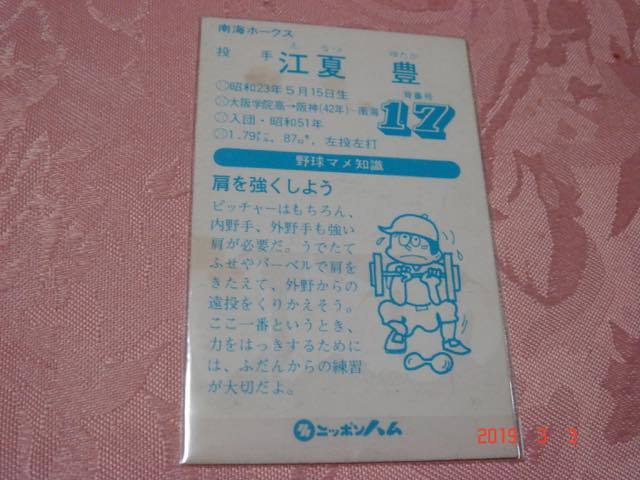 南海ホークス
えなつ ゆたか
投手 江夏 豊
○昭和23年5月15日生
背番号
○大阪学院高→阪神(42年)-南海
17
○入団・昭和51年
○1.79メートル, 87キロ, 左投左打
野球マメ知識
肩を強くしよう
ピッチャーはもちろん、
内野手、外野手も強い
肩が必要だ。うでたて
ふせやバーベルで肩を
きたえて、外野からの
遠投をくりかえそう。
ここ一番というとき、
力をはっきするために
は、ふだんからの練習
が大切だよ。
ニッポンハム
2019 3 3